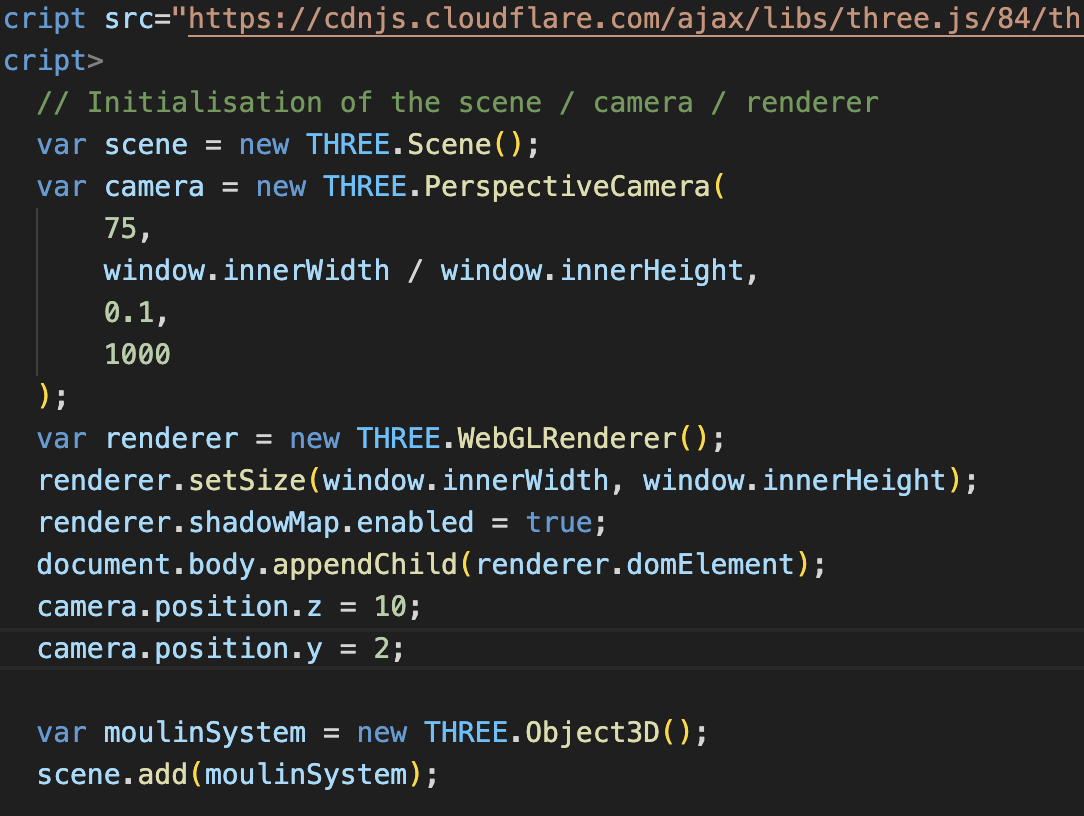 cript src="https://cdnjs.cloudflare.com/ajax/libs/three.js/84/th
cript>
// Initialisation of the scene / camera / renderer
var scene = new THREE.Scene();
var camera = new THREE.PerspectiveCamera(
75,
window.innerWidth / window.innerHeight,
0.1,
1000
);
var renderer = new THREE.WebGLRenderer();
renderer.setSize(window.innerWidth, window.innerHeight);
renderer.shadowMap.enabled = true;
document.body.appendChild(renderer.domElement);
camera.position.z = 10;
camera.position.y = 2;
var moulinSystem = new THREE.Object3D();
scene.add(moulinSystem);